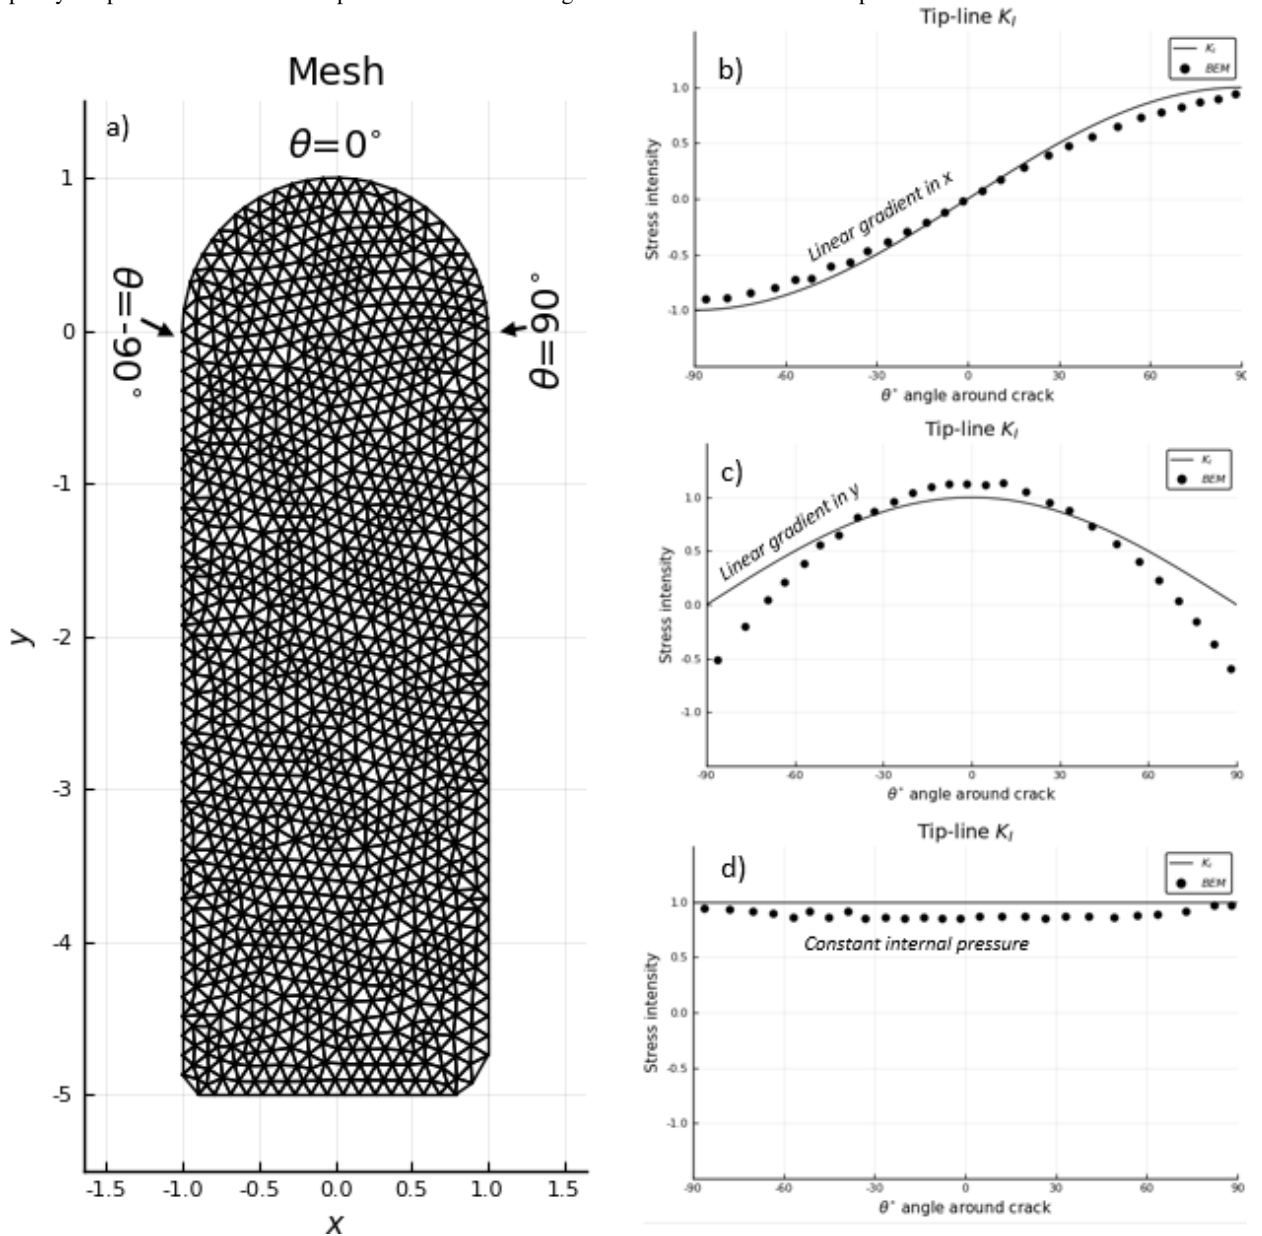 Mesh
a)
θ=0°
θ=-90°
θ=90°
1
0
-1
-2
-3
-4
-5
y
-1.5 -1.0 -0.5 0.0 0.5 1.0 1.5
x
Tip-line K_I
b)
K_I
BEM
1.0
0.5
0.0
-0.5
-1.0
Stress intensity
Linear gradient in x
-90 -60 -30 0 30 60 90
θ° angle around crack
Tip-line K_I
c)
K_I
BEM
1.0
0.5
0.0
-0.5
-1.0
Stress intensity
Linear gradient in y
-90 -60 -30 0 30 60 90
θ° angle around crack
Tip-line K_I
d)
K_I
BEM
1.0
0.5
0.0
-0.5
-1.0
Stress intensity
Constant internal pressure
-90 -60 -30 0 30 60 90
θ° angle around crack